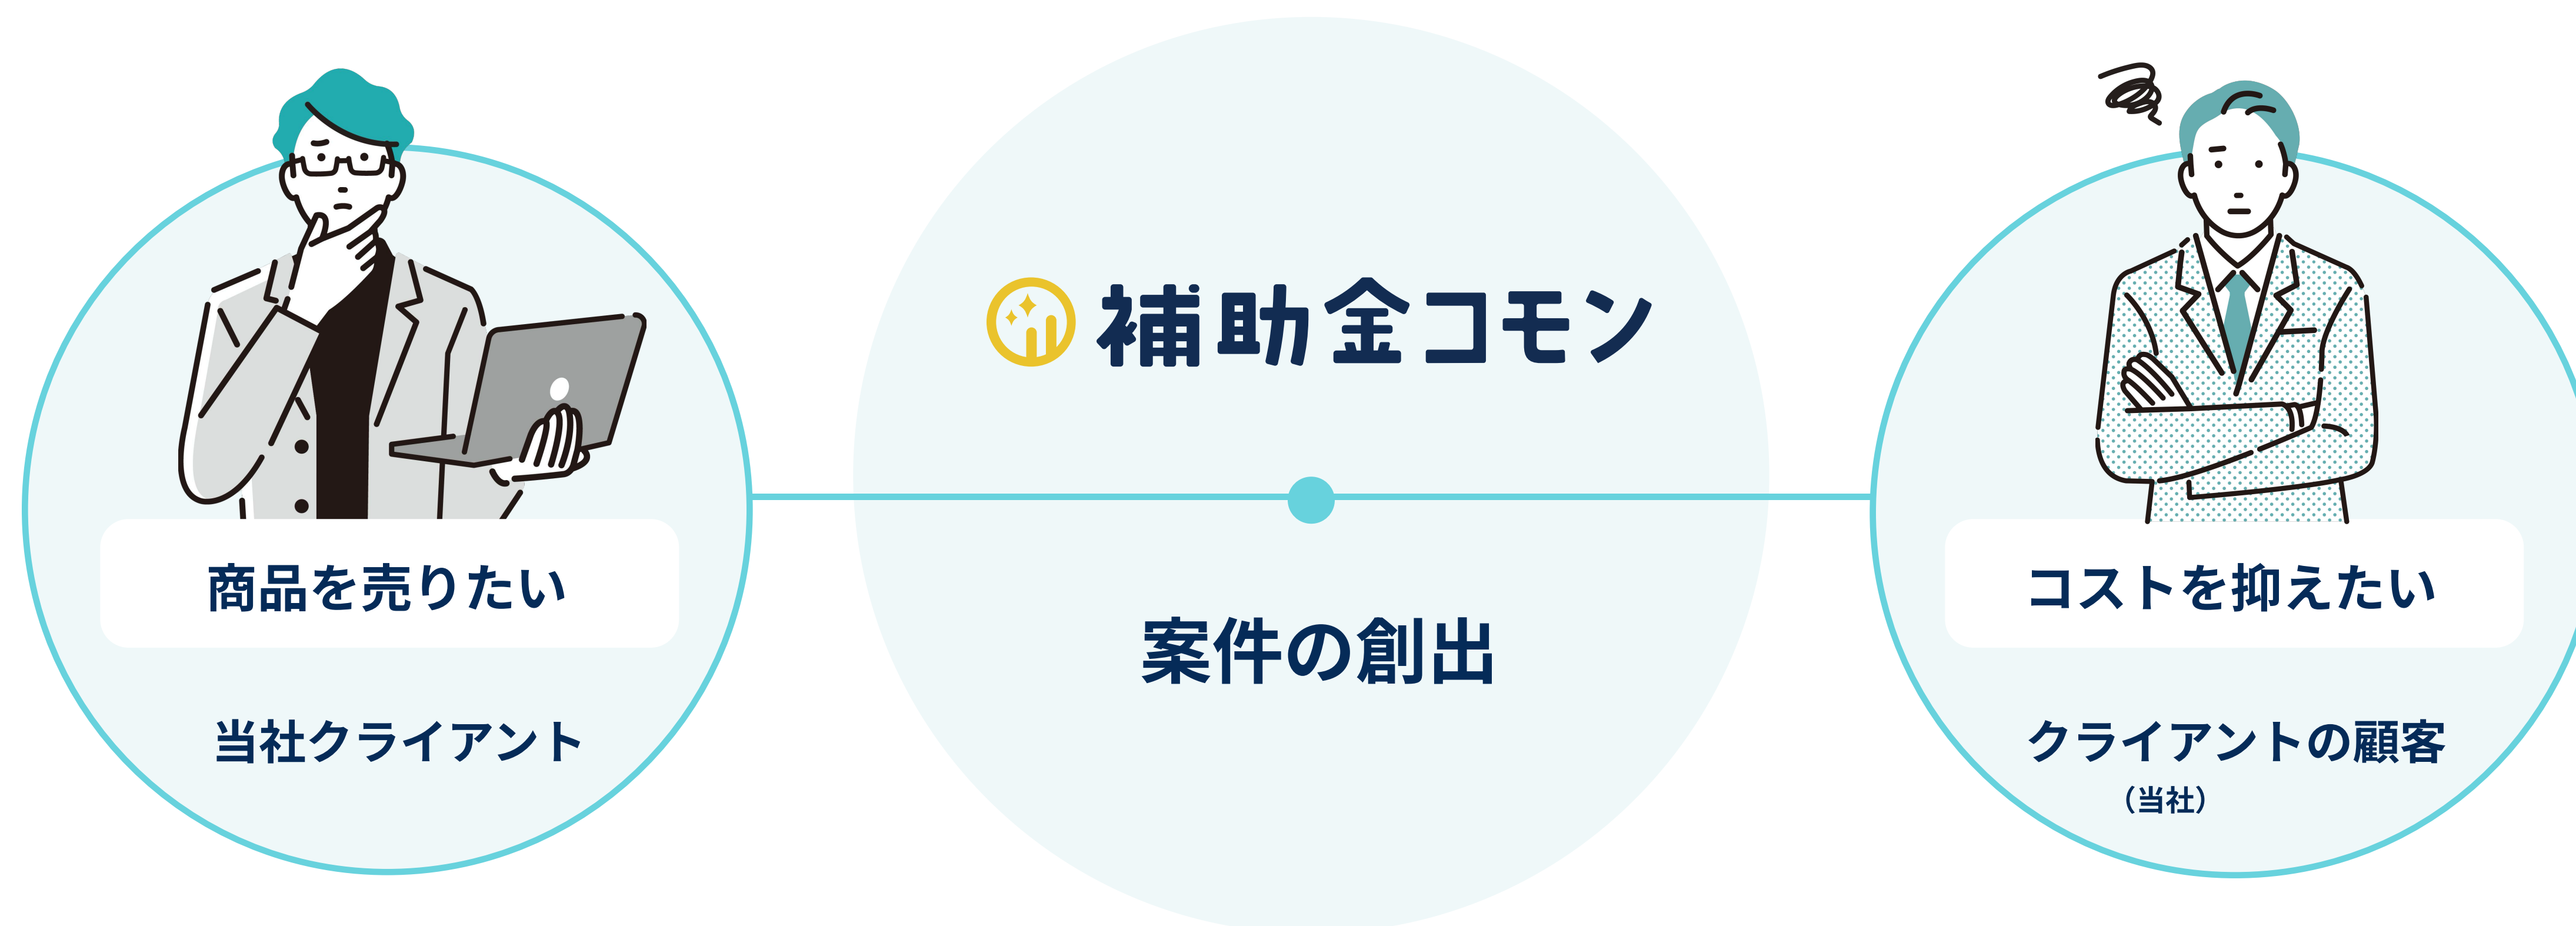 補助金コモン
案件の創出
商品を売りたい
当社クライアント
コストを抑えたい
クライアントの顧客
（当社）